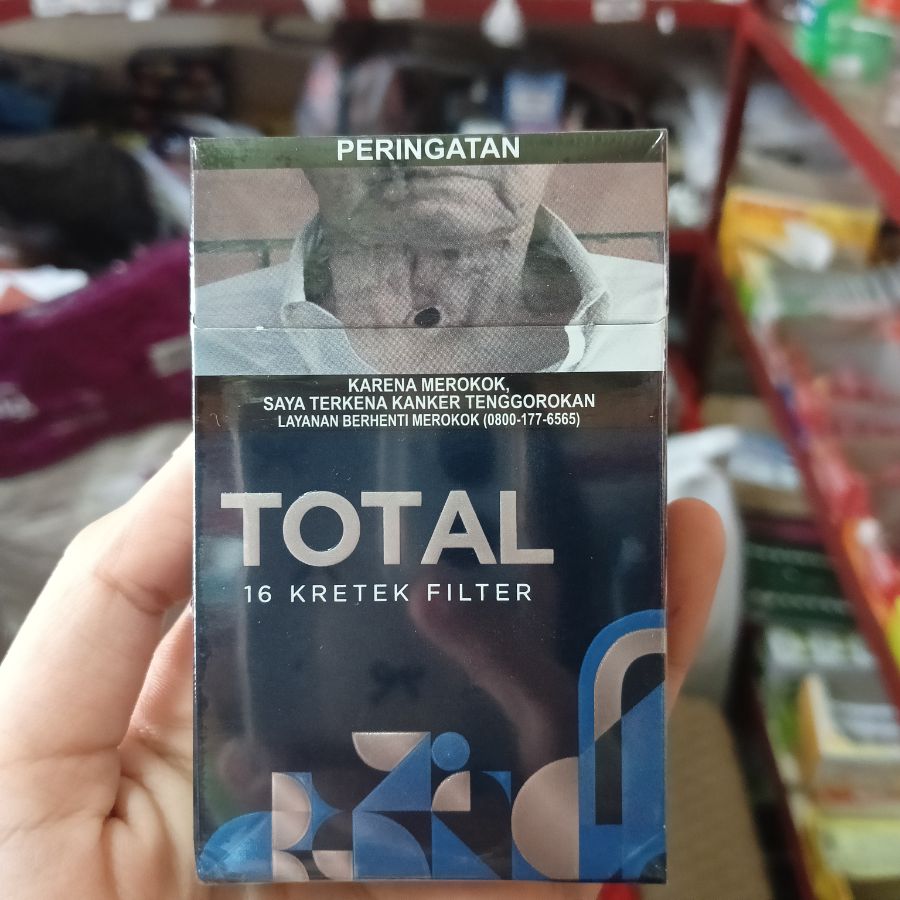 PERINGATAN
KARENA MEROKOK,
SAYA TERKENA KANKER TENGGOROKAN
LAYANAN BERHENTI MEROKOK (0800-177-6565)
TOTAL
16 KRETEK FILTER